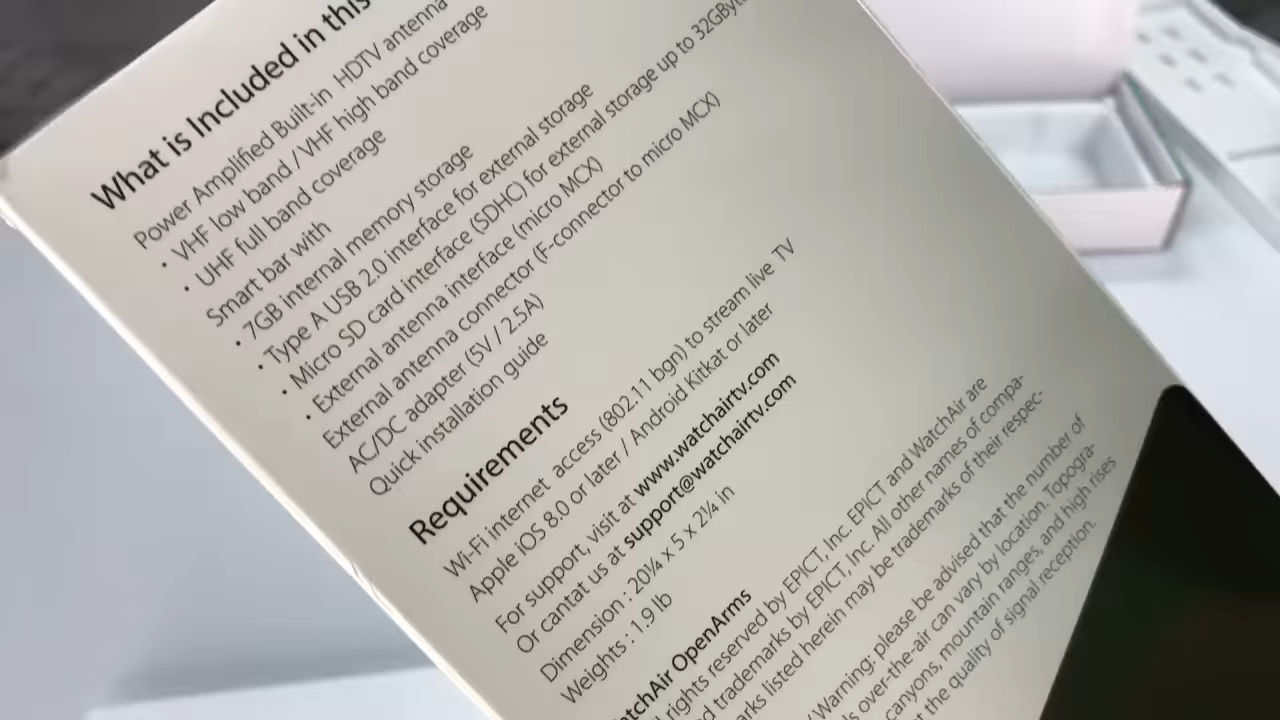 What is Included in this
Power Amplified Built-in HDTV antenna
• VHF low band / VHF high band coverage
• UHF full band coverage
Smart bar with
• 7GB internal memory storage
• Type A USB 2.0 interface for external storage
• Micro SD card interface (SDHC) for external storage up to 32GByt
• External antenna interface (micro MCX)
External antenna connector (F-connector to micro MCX)
AC/DC adapter (5V / 2.5A)
Quick installation guide
Requirements
Wi-Fi internet access (802.11 bgn) to stream live TV
Apple iOS 8.0 or later / Android Kitkat or later
For support, visit at www.watchairtv.com
Or cantat us at support@watchairtv.com
Dimension : 20¼ x 5 x 2¼ in
Weights : 1.9 lb
atchAir OpenArms
rights reserved by EPICT, Inc. EPICT and WatchAir are
d trademarks by EPICT, Inc. All other names of compa-
arks listed herein may be trademarks of their respec-
Warning: please be advised that the number of
ls over-the-air can vary by location. Topogra-
canyons, mountain ranges, and high rises
t the quality of signal reception.